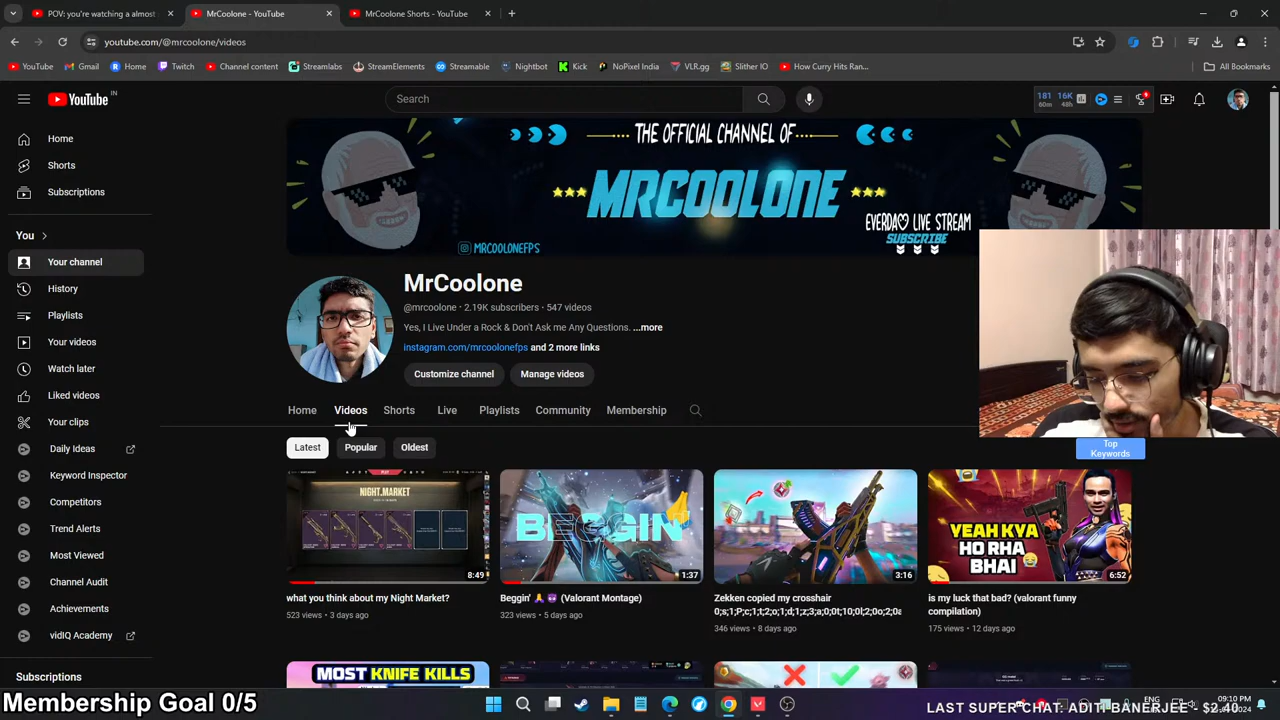 POV: you're watching a almost
MrCoolone - YouTube
MrCoolone Shorts - YouTube
youtube.com/@mrcoolone/videos
YouTube
Gmail
Home
Twitch
Channel content
Streamlabs
StreamElements
Streamable
Nightbot
Kick
NoPixel India
VLR.gg
Slither IO
How Curry Hits Ran...
All Bookmarks
YouTube IN
Search
181 16K
60m 48h
9
Home
Shorts
Subscriptions
You
Your channel
History
Playlists
Your videos
Watch later
Liked videos
Your clips
Daily Ideas
Keyword Inspector
Competitors
Trend Alerts
Most Viewed
Channel Audit
Achievements
vidIQ Academy
Subscriptions
THE OFFICIAL CHANNEL OF
MRCOOLONE
EVERDAY LIVE STREAM
SUBSCRIBE
MRCOOLONEFPS
MrCoolone
@mrcoolone · 2.19K subscribers · 547 videos
Yes, I Live Under a Rock & Don't Ask me Any Questions. ...more
instagram.com/mrcoolonefps and 2 more links
Customize channel
Manage videos
Home
Videos
Shorts
Live
Playlists
Community
Membership
Latest
Popular
Oldest
Top
Keywords
NIGHT.MARKET
8:49
what you think about my Night Market?
523 views · 3 days ago
BEGGIN
1:37
Beggin' 🙏 😈 (Valorant Montage)
323 views · 5 days ago
3:16
Zekken copied my crosshair
346 views · 8 days ago
YEAH KYA
HO RHA
BHAI
6:52
is my luck that bad? (valorant funny
compilation)
175 views · 12 days ago
MOST KNIFE KILLS
Membership Goal 0/5
ENG
09:10 PM
LAST SUPER CHAT: ADITI BANERJEE - $2.40